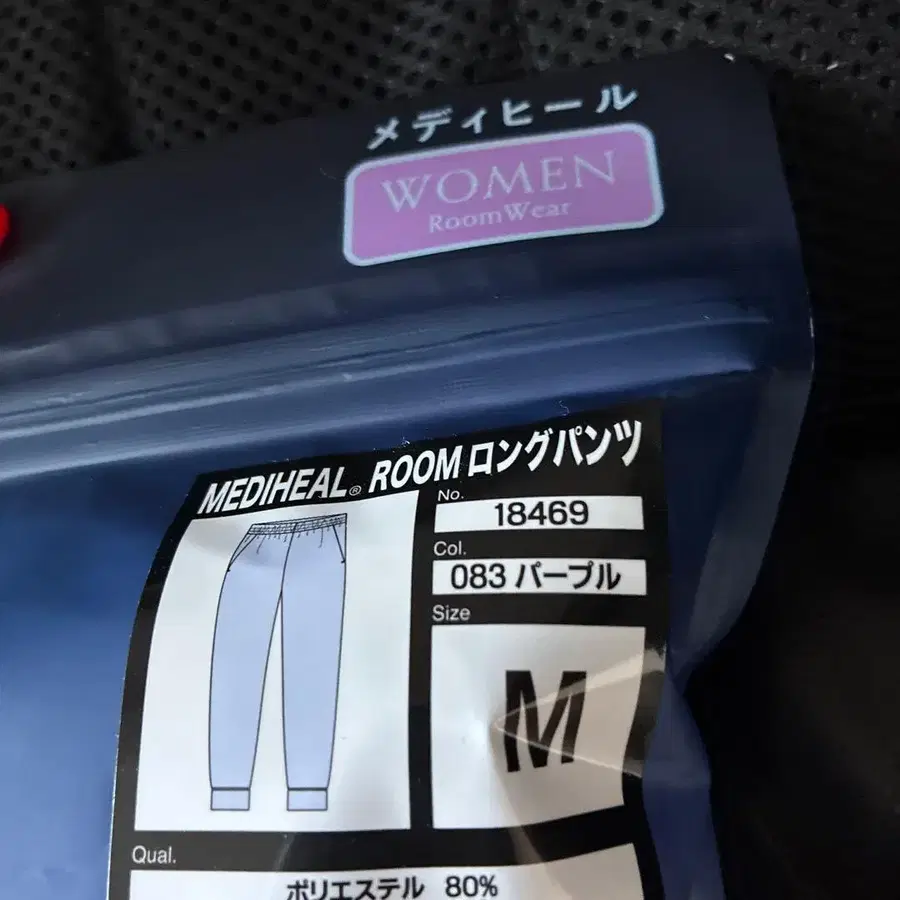 メディヒール
WOMEN
RoomWear
MEDIHEAL® ROOM ロングパンツ
No.
18469
Col.
083 パープル
Size
M
Qual.
ポリエステル 80%